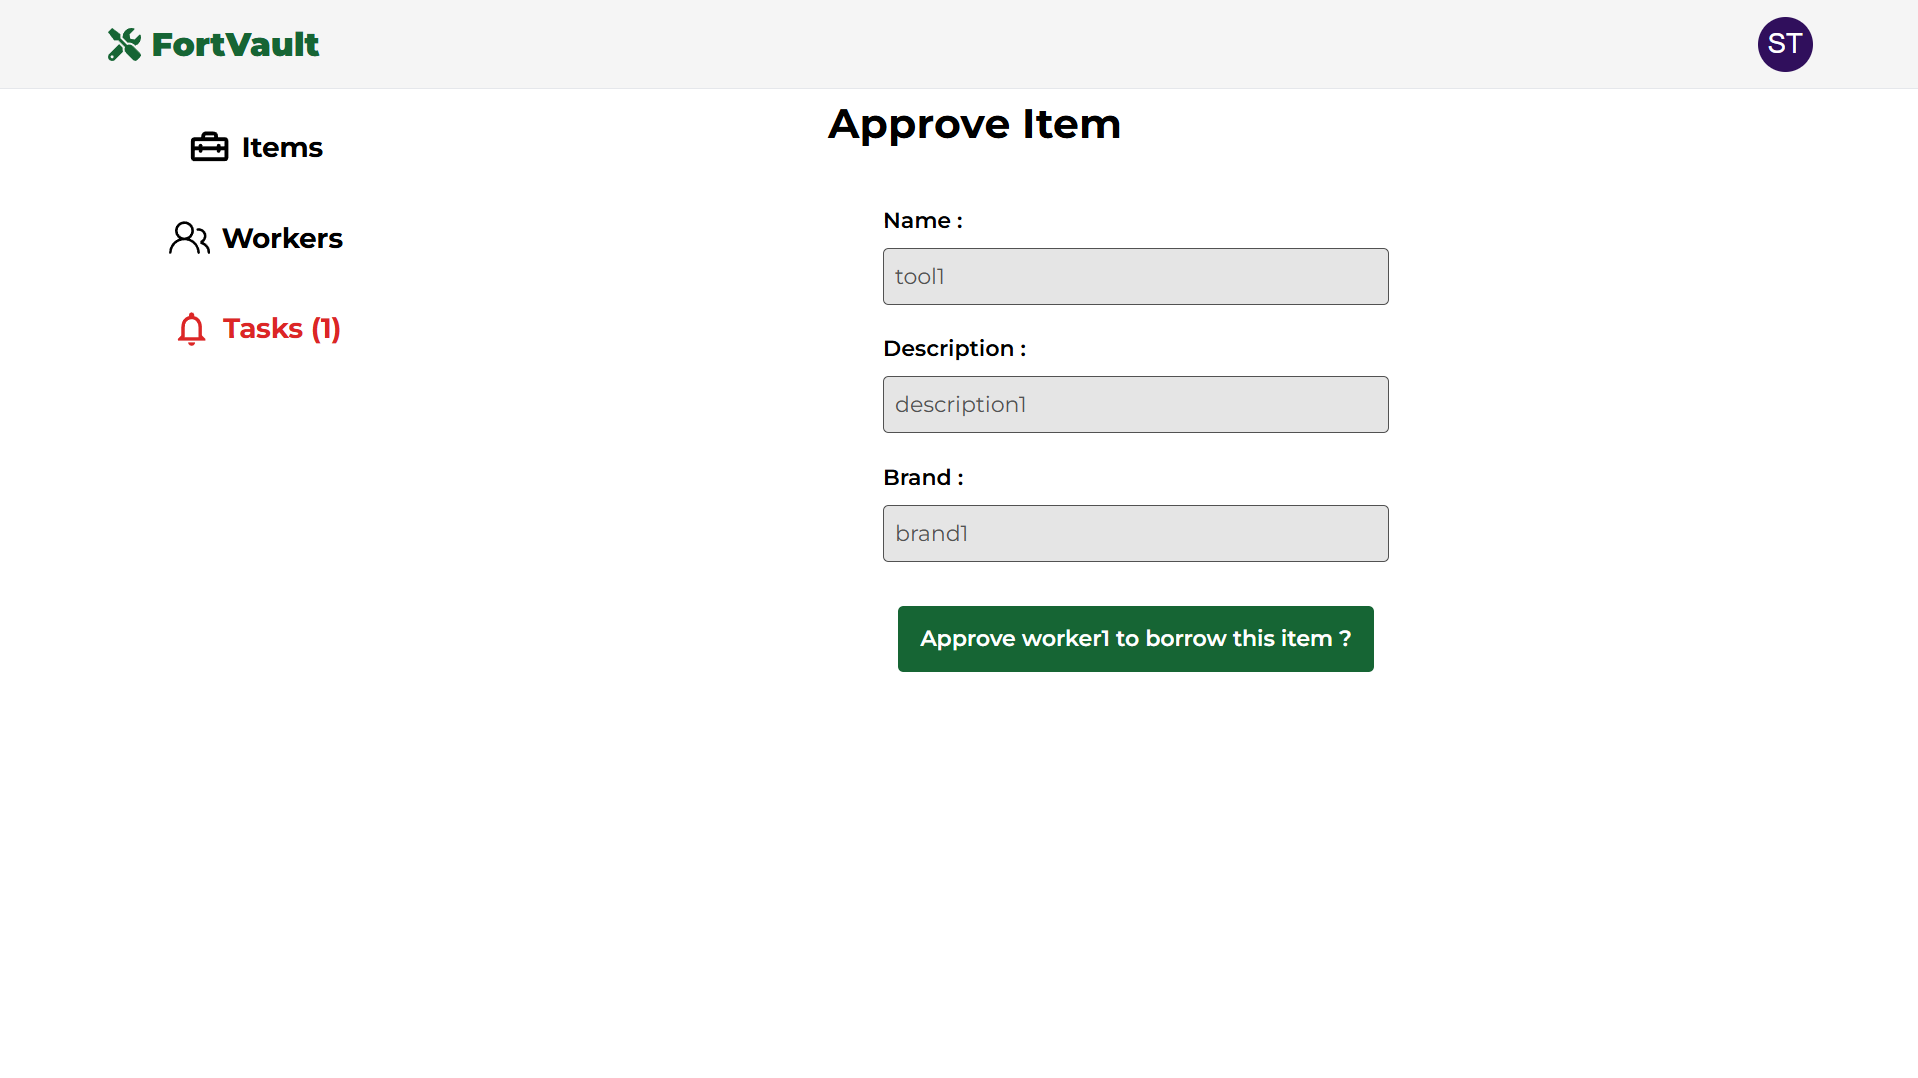 FortVault
ST
Items
Workers
Tasks (1)
Approve Item
Name :
tool1
Description :
description1
Brand :
brand1
Approve worker1 to borrow this item ?